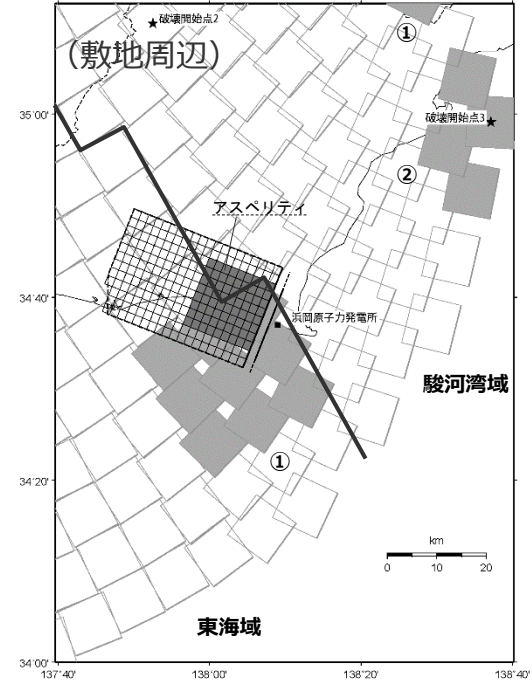 破壊開始点2
（敷地周辺）
①
35°00'
破壊開始点3
②
アスペリティ
34°40'
浜岡原子力発電所
駿河湾域
34°20'
①
km
0 10 20
東海域
34°00'
137°40' 138°00' 138°20' 138°40'